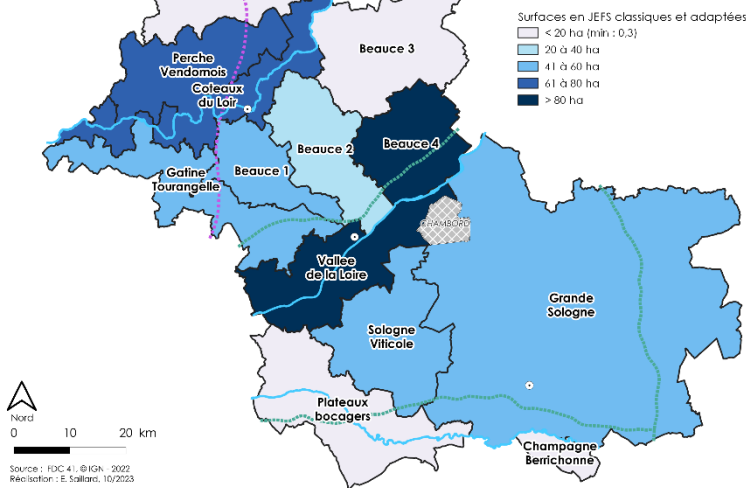 Surfaces en JEFS classiques et adaptées
< 20 ha (min : 0,3)
20 à 40 ha
41 à 60 ha
61 à 80 ha
> 80 ha
Beauce 3
Perche
Vendomois
Coteaux
du Loir
Beauce 4
Beauce 2
Beauce 1
Gatine
Tourangelle
CHAMBORD
Vallee
de la Loire
Grande
Sologne
Sologne
Viticole
Plateaux
bocagers
Champagne
Berrichonne
Nord
0 10 20 km
Source : FDC 41, ©IGN - 2022
Réalisation : E. Saillard, 10/2023